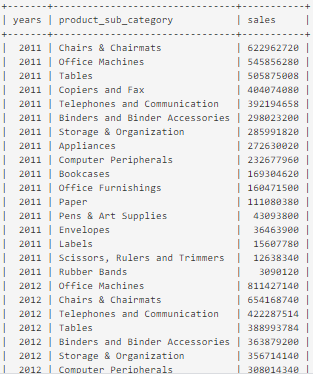 +-------+--------------------------------+-----------+
| years | product_sub_category           | sales     |
+-------+--------------------------------+-----------+
|  2011 | Chairs & Chairmats             | 622962720 |
|  2011 | Office Machines                | 545856280 |
|  2011 | Tables                         | 505875008 |
|  2011 | Copiers and Fax                | 404074080 |
|  2011 | Telephones and Communication   | 392194658 |
|  2011 | Binders and Binder Accessories | 298023200 |
|  2011 | Storage & Organization         | 285991820 |
|  2011 | Appliances                     | 272630020 |
|  2011 | Computer Peripherals           | 232677960 |
|  2011 | Bookcases                      | 169304620 |
|  2011 | Office Furnishings             | 160471500 |
|  2011 | Paper                          | 111080380 |
|  2011 | Pens & Art Supplies            |  43093800 |
|  2011 | Envelopes                      |  36463900 |
|  2011 | Labels                         |  15607780 |
|  2011 | Scissors, Rulers and Trimmers  |  12638340 |
|  2011 | Rubber Bands                   |   3090120 |
|  2012 | Office Machines                | 811427140 |
|  2012 | Chairs & Chairmats             | 654168740 |
|  2012 | Telephones and Communication   | 422287514 |
|  2012 | Tables                         | 388993784 |
|  2012 | Binders and Binder Accessories | 363879200 |
|  2012 | Storage & Organization         | 356714140 |
|  2012 | Computer Peripherals           | 308014340 |